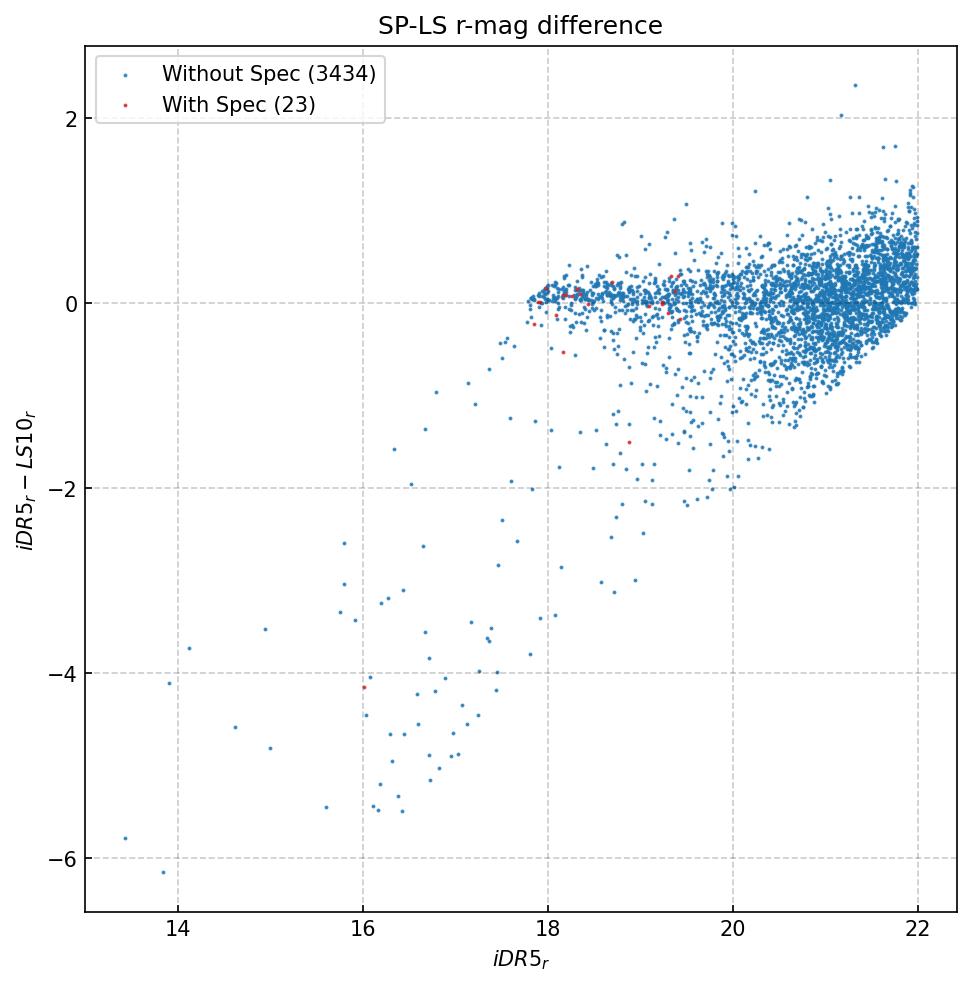 SP-LS r-mag difference
Without Spec (3434)
With Spec (23)
2
0
−2
−4
−6
iDR5r − LS10r
14 16 18 20 22
iDR5r